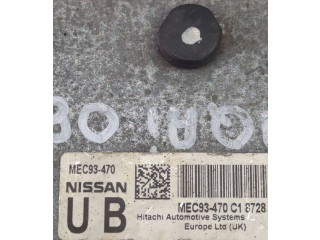 MEC93-470
NISSAN
UB
MEC93-470 C1 8728
Hitachi Automotive Systems
Europe Ltd (UK)